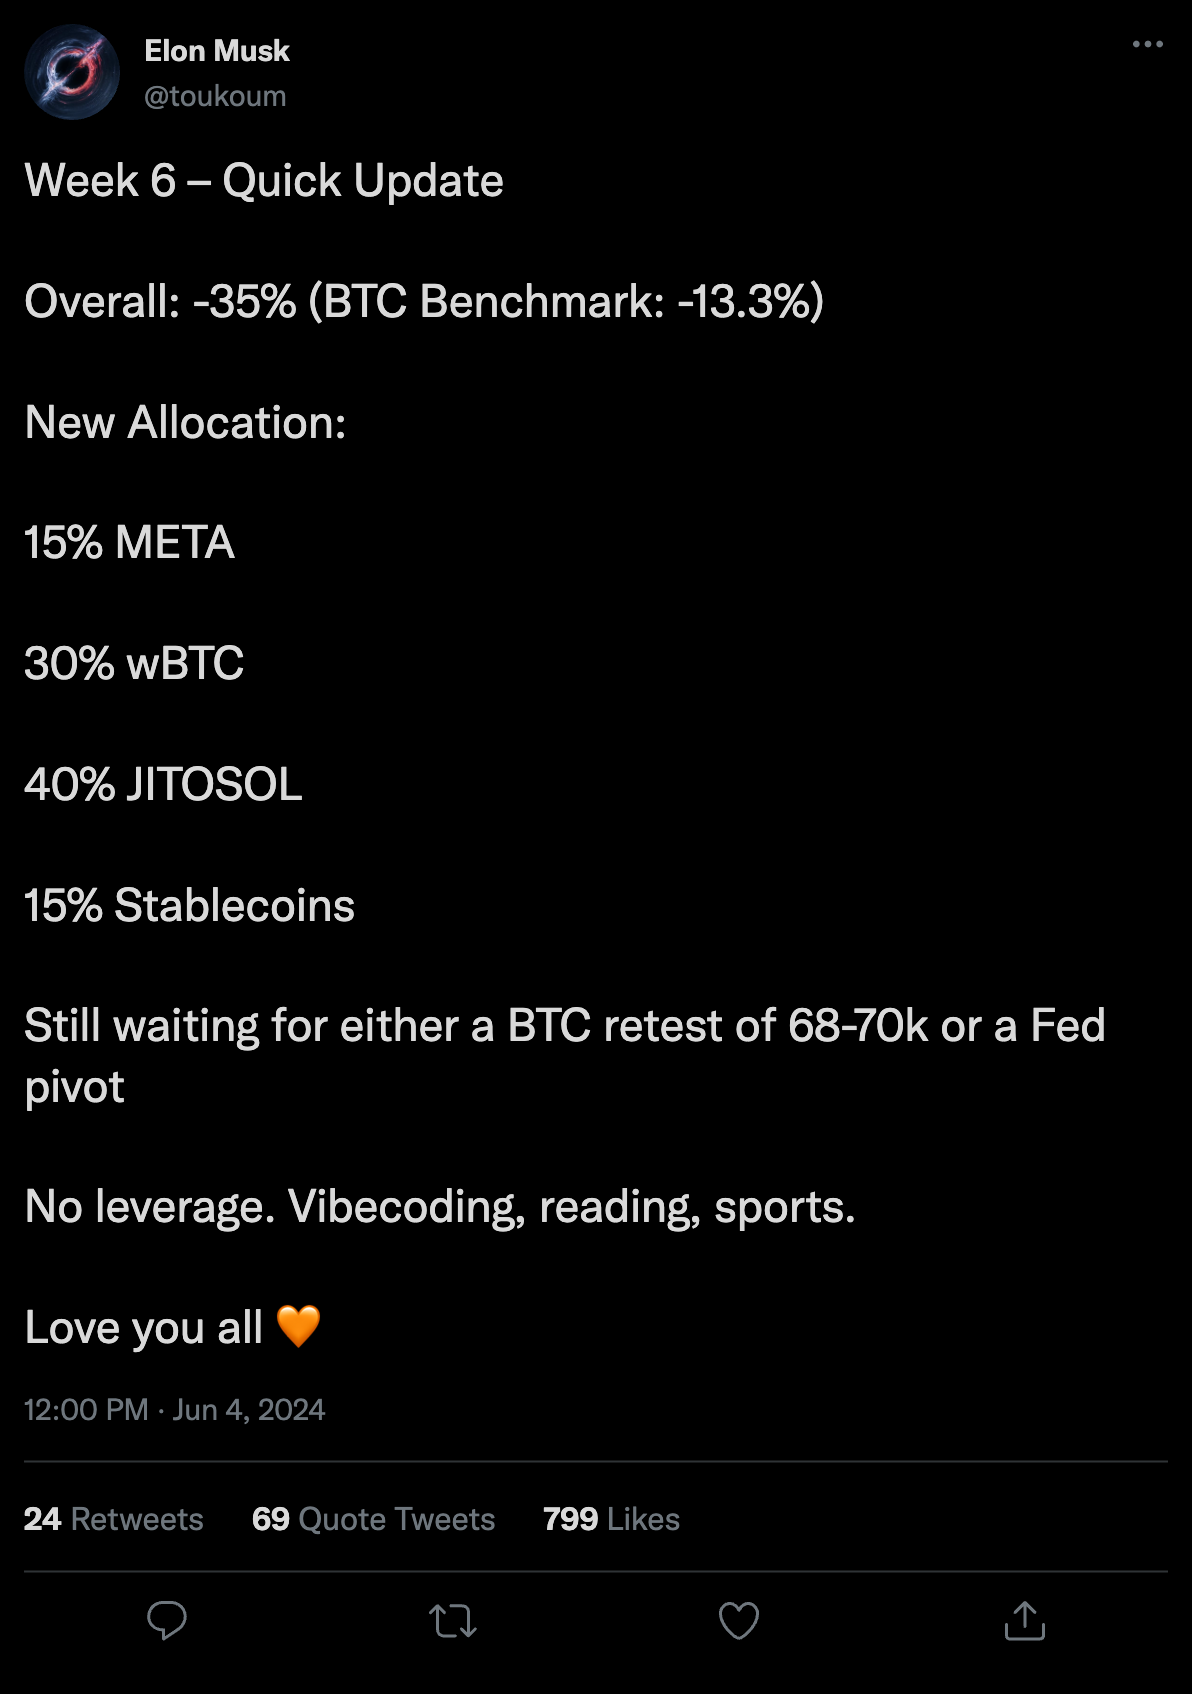 Elon Musk
@toukoum
Week 6 – Quick Update
Overall: -35% (BTC Benchmark: -13.3%)
New Allocation:
15% META
30% wBTC
40% JITOSOL
15% Stablecoins
Still waiting for either a BTC retest of 68-70k or a Fed
pivot
No leverage. Vibecoding, reading, sports.
Love you all 🧡
12:00 PM · Jun 4, 2024
24 Retweets 69 Quote Tweets 799 Likes